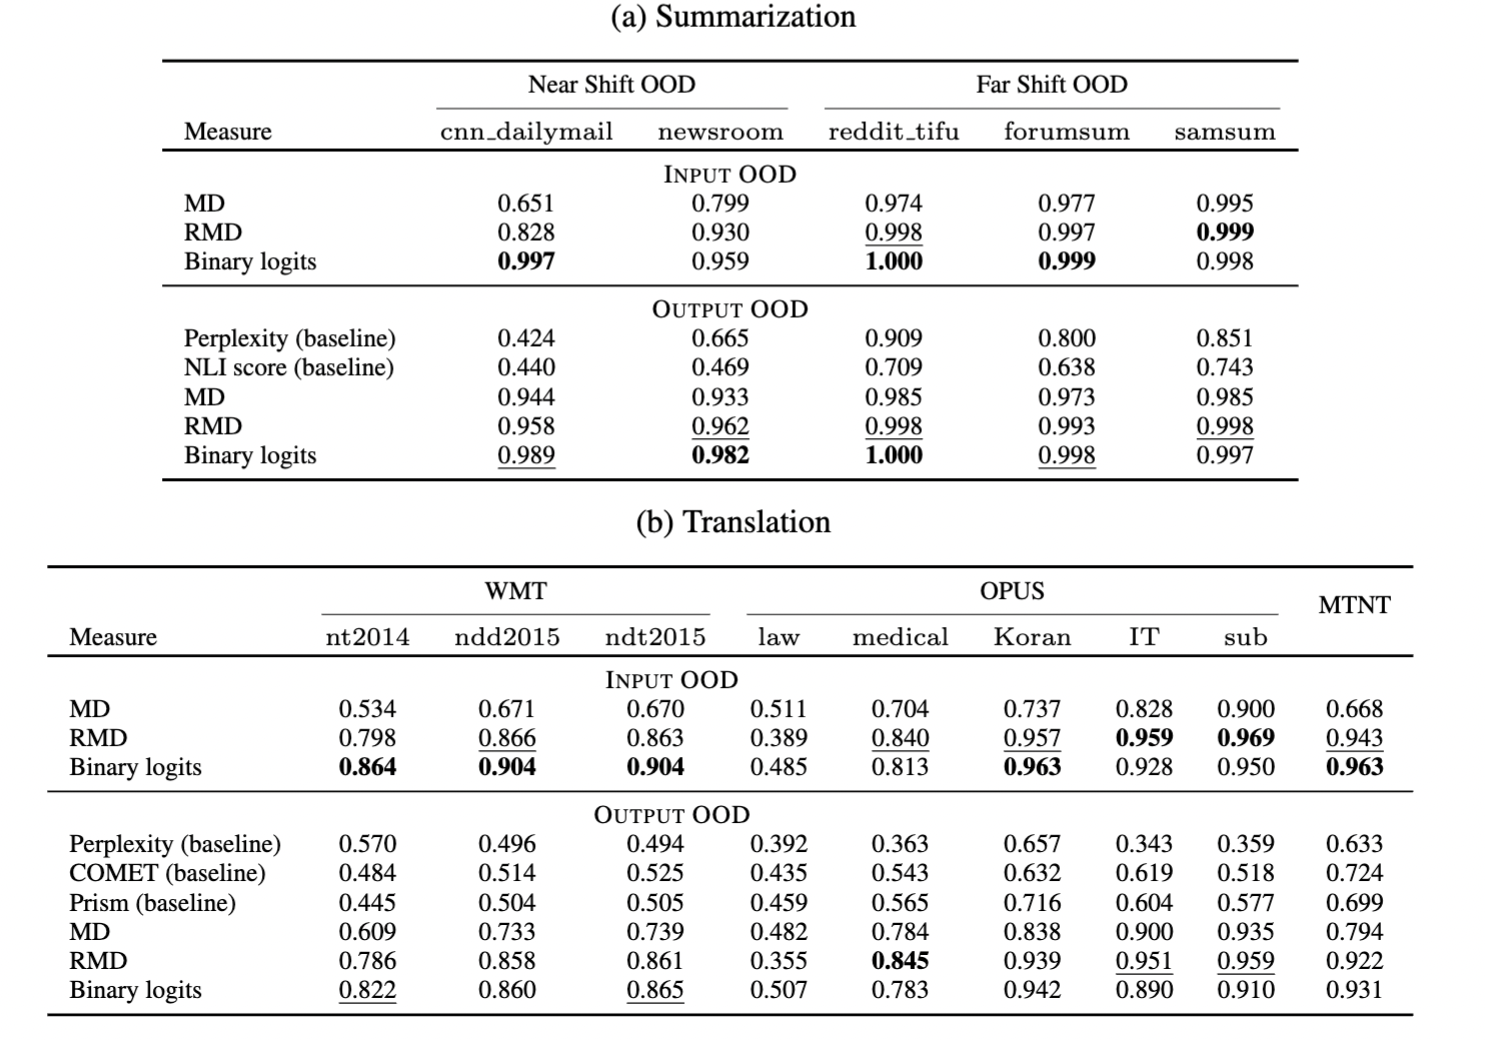 (a) Summarization
Near Shift OOD Far Shift OOD
Measure cnn_dailymail newsroom reddit_tifu forumsum samsum
INPUT OOD
MD 0.651 0.799 0.974 0.977 0.995
RMD 0.828 0.930 0.998 0.997 0.999
Binary logits 0.997 0.959 1.000 0.999 0.998
OUTPUT OOD
Perplexity (baseline) 0.424 0.665 0.909 0.800 0.851
NLI score (baseline) 0.440 0.469 0.709 0.638 0.743
MD 0.944 0.933 0.985 0.973 0.985
RMD 0.958 0.962 0.998 0.993 0.998
Binary logits 0.989 0.982 1.000 0.998 0.997
(b) Translation
WMT OPUS MTNT
Measure nt2014 ndd2015 ndt2015 law medical Koran IT sub
INPUT OOD
MD 0.534 0.671 0.670 0.511 0.704 0.737 0.828 0.900 0.668
RMD 0.798 0.866 0.863 0.389 0.840 0.957 0.959 0.969 0.943
Binary logits 0.864 0.904 0.904 0.485 0.813 0.963 0.928 0.950 0.963
OUTPUT OOD
Perplexity (baseline) 0.570 0.496 0.494 0.392 0.363 0.657 0.343 0.359 0.633
COMET (baseline) 0.484 0.514 0.525 0.435 0.543 0.632 0.619 0.518 0.724
Prism (baseline) 0.445 0.504 0.505 0.459 0.565 0.716 0.604 0.577 0.699
MD 0.609 0.733 0.739 0.482 0.784 0.838 0.900 0.935 0.794
RMD 0.786 0.858 0.861 0.355 0.845 0.939 0.951 0.959 0.922
Binary logits 0.822 0.860 0.865 0.507 0.783 0.942 0.890 0.910 0.931